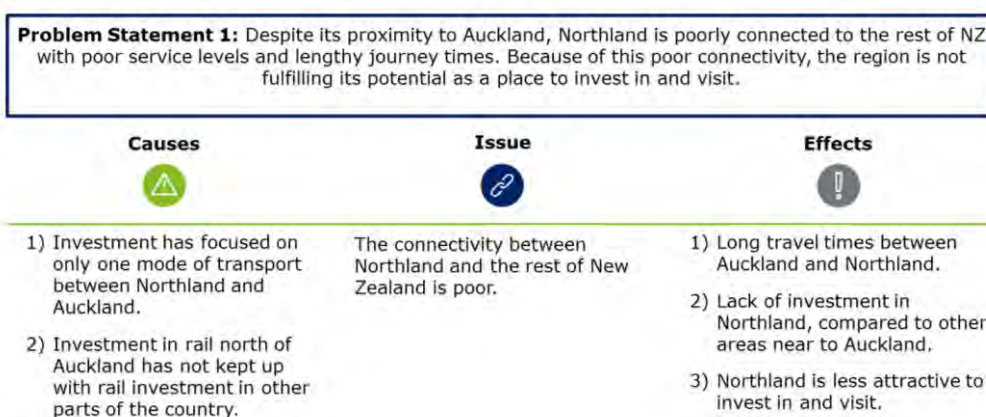 Problem Statement 1: Despite its proximity to Auckland, Northland is poorly connected to the rest of NZ
with poor service levels and lengthy journey times. Because of this poor connectivity, the region is not
fulfilling its potential as a place to invest in and visit.
Causes
Issue
Effects
1) Investment has focused on
only one mode of transport
between Northland and
Auckland.
2) Investment in rail north of
Auckland has not kept up
with rail investment in other
parts of the country.
The connectivity between
Northland and the rest of New
Zealand is poor.
1) Long travel times between
Auckland and Northland.
2) Lack of investment in
Northland, compared to other
areas near to Auckland.
3) Northland is less attractive to
invest in and visit.